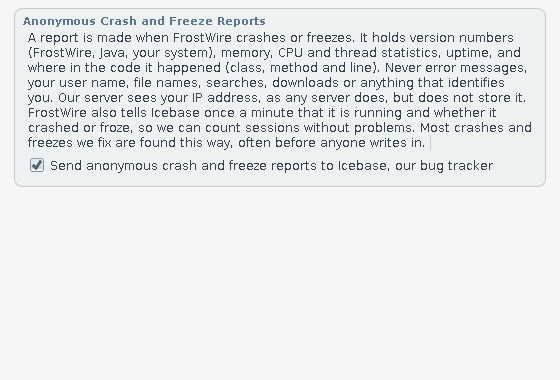 Anonymous Crash and Freeze Reports
A report is made when FrostWire crashes or freezes. It holds version numbers
(FrostWire, Java, your system), memory, CPU and thread statistics, uptime, and
where in the code it happened (class, method and line). Never error messages,
your user name, file names, searches, downloads or anything that identifies
you. Our server sees your IP address, as any server does, but does not store it.
FrostWire also tells Icebase once a minute that it is running and whether it
crashed or froze, so we can count sessions without problems. Most crashes and
freezes we fix are found this way, often before anyone writes in.
Send anonymous crash and freeze reports to Icebase, our bug tracker